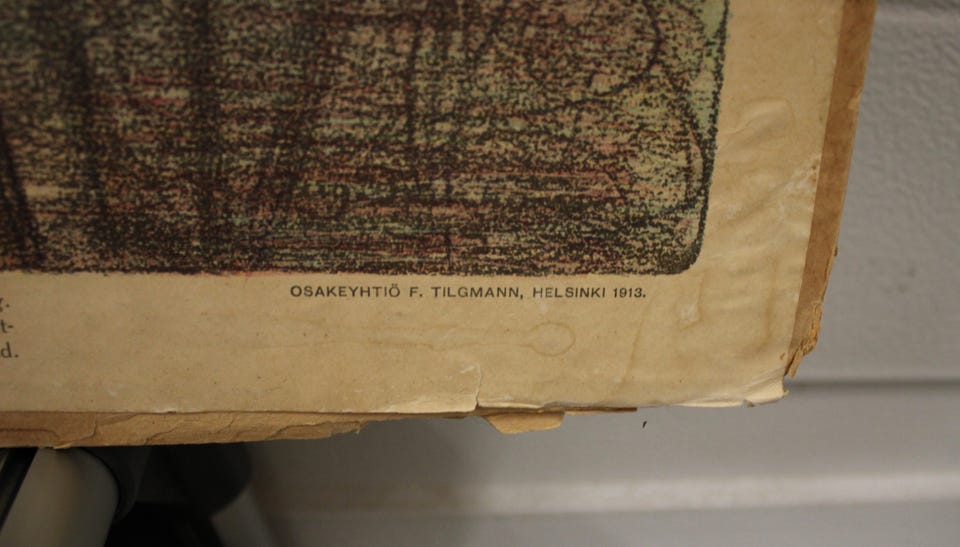 OSAKEYHTIÖ F. TILGMANN, HELSINKI 1913.
g.
t-
d.